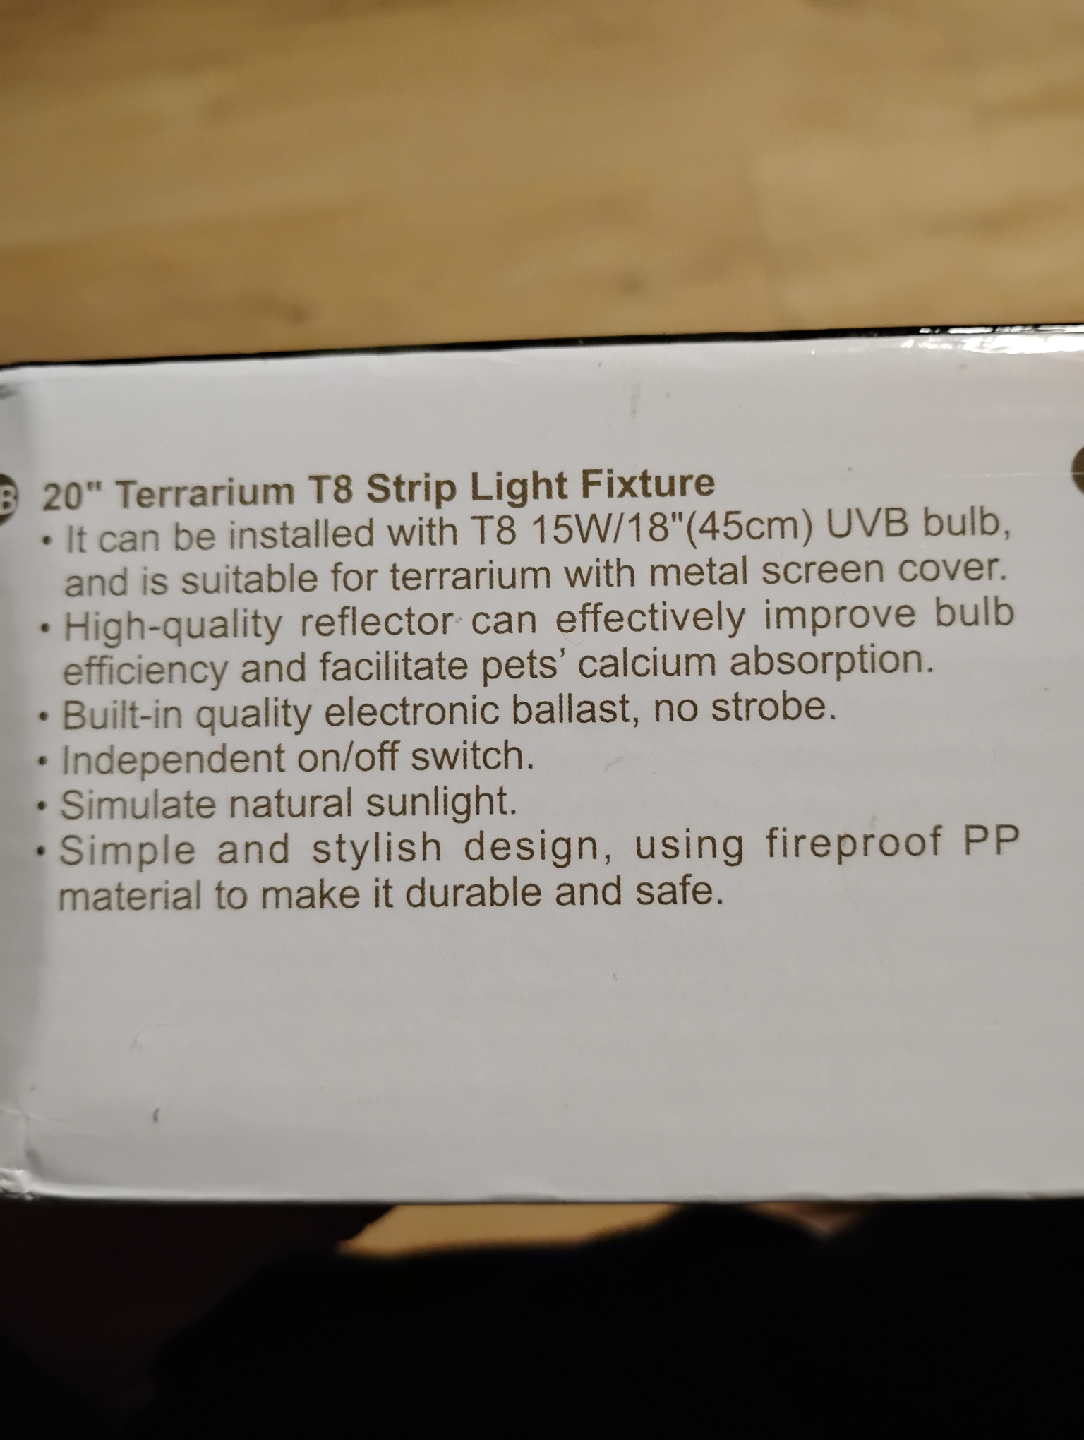 20" Terrarium T8 Strip Light Fixture
• It can be installed with T8 15W/18"(45cm) UVB bulb,
and is suitable for terrarium with metal screen cover.
• High-quality reflector can effectively improve bulb
efficiency and facilitate pets' calcium absorption.
• Built-in quality electronic ballast, no strobe.
• Independent on/off switch.
• Simulate natural sunlight.
• Simple and stylish design, using fireproof PP
material to make it durable and safe.